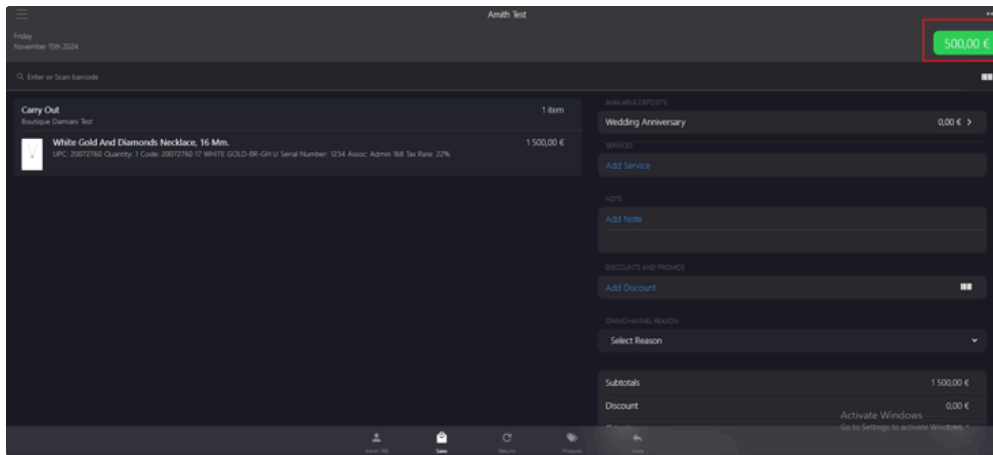 Amith Test
Friday
November 15th 2024
500,00 €
Enter or Scan barcode
Carry Out
1 item
Boutique Damiani Test
White Gold And Diamonds Necklace, 16 Mm.
1 500,00 €
UPC: 20072760 Quantity: 1 Code: 20072760 17 WHITE GOLD-BR-GH U Serial Number: 1234 Assoc: Admin 168 Tax Rate: 22%
AVAILABLE DEPOSITS
Wedding Anniversary
0,00 €
SERVICES
Add Service
NOTE
Add Note
DISCOUNTS AND PROMOS
Add Discount
OMNICHANNEL REASON
Select Reason
Subtotals
1 500,00 €
Discount
0,00 €
Activate Windows
Go to Settings to activate Windows.
Admin 168
Sales
Returns
Products